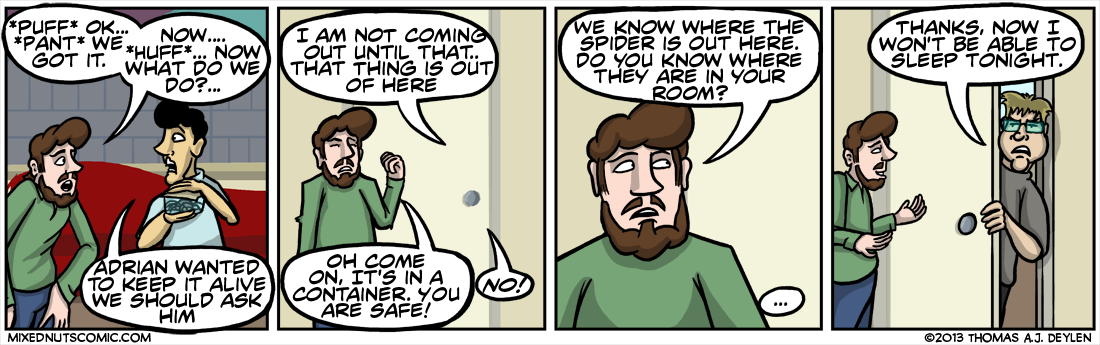 *PUFF* OK...
*PANT* WE
GOT IT.
NOW....
*HUFF*... NOW
WHAT DO WE
DO?...
ADRIAN WANTED
TO KEEP IT ALIVE
WE SHOULD ASK
HIM
I AM NOT COMING
OUT UNTIL THAT..
THAT THING IS OUT
OF HERE
OH COME
ON, IT'S IN A
CONTAINER. YOU
ARE SAFE!
NO!
WE KNOW WHERE THE
SPIDER IS OUT HERE.
DO YOU KNOW WHERE
THEY ARE IN YOUR
ROOM?
...
THANKS, NOW I
WON'T BE ABLE TO
SLEEP TONIGHT.
MIXEDNUTSCOMIC.COM
©2013 THOMAS A.J. DEYLEN